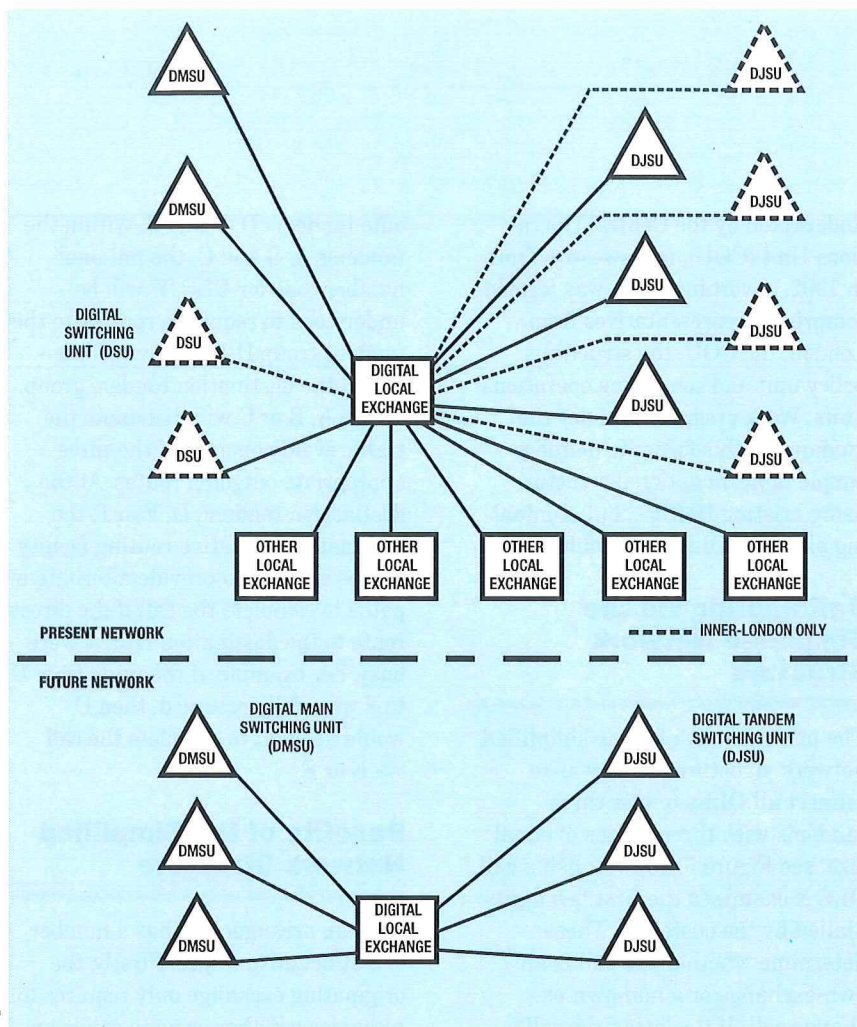 DMSU
DJSU
DJSU
DMSU
DJSU
DIGITAL
SWITCHING
UNIT (DSU)
DSU
DJSU
DJSU
DIGITAL
LOCAL
EXCHANGE
DSU
DJSU
DJSU
OTHER
LOCAL
EXCHANGE
OTHER
LOCAL
EXCHANGE
OTHER
LOCAL
EXCHANGE
OTHER
LOCAL
EXCHANGE
OTHER
LOCAL
EXCHANGE
PRESENT NETWORK
INNER-LONDON ONLY
FUTURE NETWORK
DIGITAL MAIN
SWITCHING UNIT
(DMSU)
DIGITAL TANDEM
SWITCHING UNIT
(DJSU)
DMSU
DJSU
DMSU
DJSU
DMSU
DIGITAL
LOCAL
EXCHANGE
DJSU